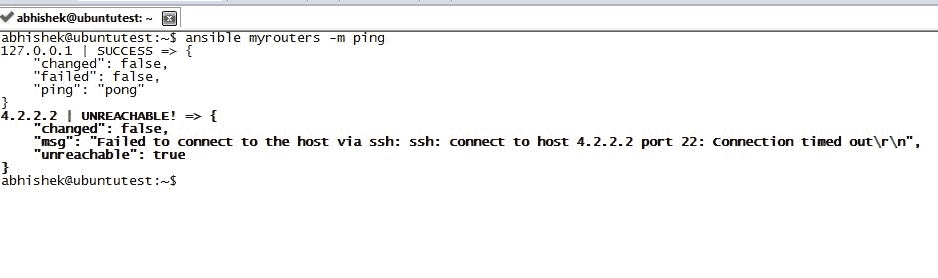 abhishek@ubuntutest: ~
abhishek@ubuntutest:~$ ansible myrouters -m ping
127.0.0.1 | SUCCESS => {
    "changed": false,
    "failed": false,
    "ping": "pong"
}
4.2.2.2 | UNREACHABLE! => {
    "changed": false,
    "msg": "Failed to connect to the host via ssh: ssh: connect to host 4.2.2.2 port 22: Connection timed out\r\n",
    "unreachable": true
}
abhishek@ubuntutest:~$